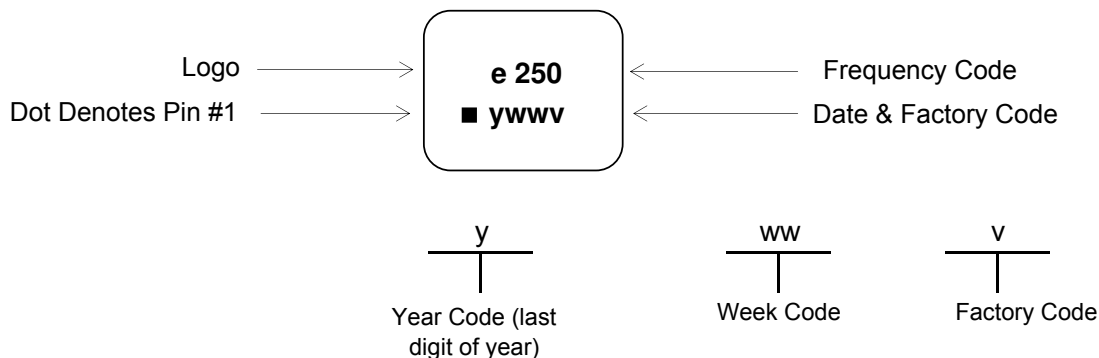 Logo
e 250
Frequency Code
Dot Denotes Pin #1
ywwv
Date & Factory Code
y
ww
v
Year Code (last
digit of year)
Week Code
Factory Code